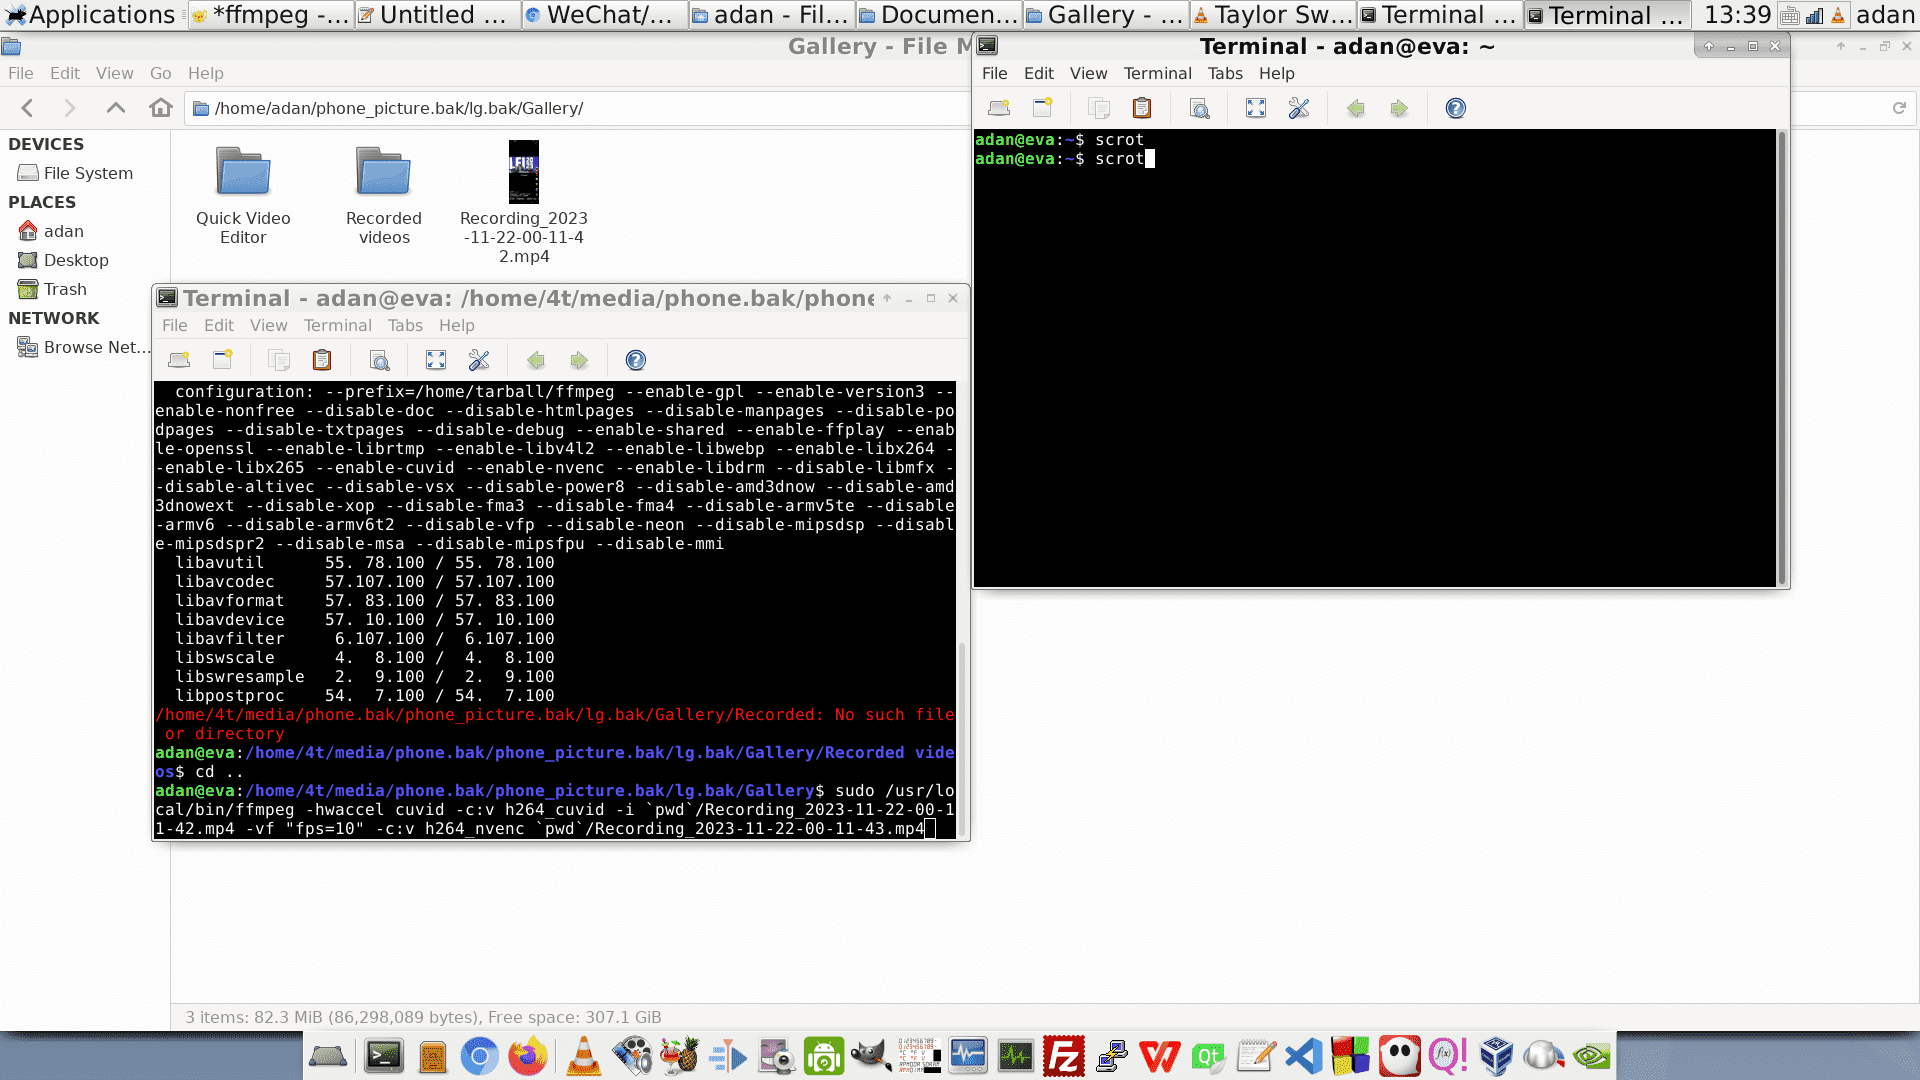 Applications
*ffmpeg -...
Untitled ...
WeChat/...
adan - Fil...
Documen...
Gallery - ...
Taylor Sw...
Terminal ...
Terminal ...
13:39
adan
Gallery - File M
File Edit View Go Help
/home/adan/phone_picture.bak/lg.bak/Gallery/
DEVICES
File System
PLACES
adan
Desktop
Trash
NETWORK
Browse Net...
Quick Video
Editor
Recorded
videos
Recording_2023
-11-22-00-11-4
2.mp4
Terminal - adan@eva: ~
File Edit View Terminal Tabs Help
adan@eva:~$ scrot
adan@eva:~$ scrot
Terminal - adan@eva: /home/4t/media/phone.bak/phone
File Edit View Terminal Tabs Help
configuration: --prefix=/home/tarball/ffmpeg --enable-gpl --enable-version3 --
enable-nonfree --disable-doc --disable-htmlpages --disable-manpages --disable-po
dpages --disable-txtpages --disable-debug --enable-shared --enable-ffplay --enab
le-openssl --enable-librtmp --enable-libv4l2 --enable-libwebp --enable-libx264 -
-enable-libx265 --enable-cuvid --enable-nvenc --enable-libdrm --disable-libmfx -
-disable-altivec --disable-vsx --disable-power8 --disable-amd3dnow --disable-amd
3dnowext --disable-xop --disable-fma3 --disable-fma4 --disable-armv5te --disable
-armv6 --disable-armv6t2 --disable-vfp --disable-neon --disable-mipsdsp --disabl
e-mipsdspr2 --disable-msa --disable-mipsfpu --disable-mmi
libavutil 55. 78.100 / 55. 78.100
libavcodec 57.107.100 / 57.107.100
libavformat 57. 83.100 / 57. 83.100
libavdevice 57. 10.100 / 57. 10.100
libavfilter 6.107.100 / 6.107.100
libswscale 4. 8.100 / 4. 8.100
libswresample 2. 9.100 / 2. 9.100
libpostproc 54. 7.100 / 54. 7.100
/home/4t/media/phone.bak/phone_picture.bak/lg.bak/Gallery/Recorded: No such file
or directory
adan@eva:/home/4t/media/phone.bak/phone_picture.bak/lg.bak/Gallery/Recorded vide
os$ cd ..
adan@eva:/home/4t/media/phone.bak/phone_picture.bak/lg.bak/Gallery$ sudo /usr/lo
cal/bin/ffmpeg -hwaccel cuvid -c:v h264_cuvid -i `pwd`/Recording_2023-11-22-00-1
1-42.mp4 -vf "fps=10" -c:v h264_nvenc `pwd`/Recording_2023-11-22-00-11-43.mp4
3 items: 82.3 MiB (86,298,089 bytes), Free space: 307.1 GiB